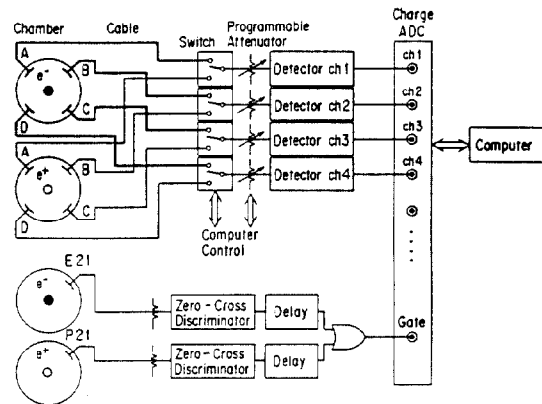 Chamber Cable Programmable Attenuator Charge ADC
Switch
A
e-
B
C
D
A
e+
B
C
D
Detector ch1
Detector ch2
Detector ch3
Detector ch4
ch1
ch2
ch3
ch4
Computer
Computer Control
E21
e-
Zero-Cross Discriminator
Delay
P21
e+
Zero-Cross Discriminator
Delay
Gate